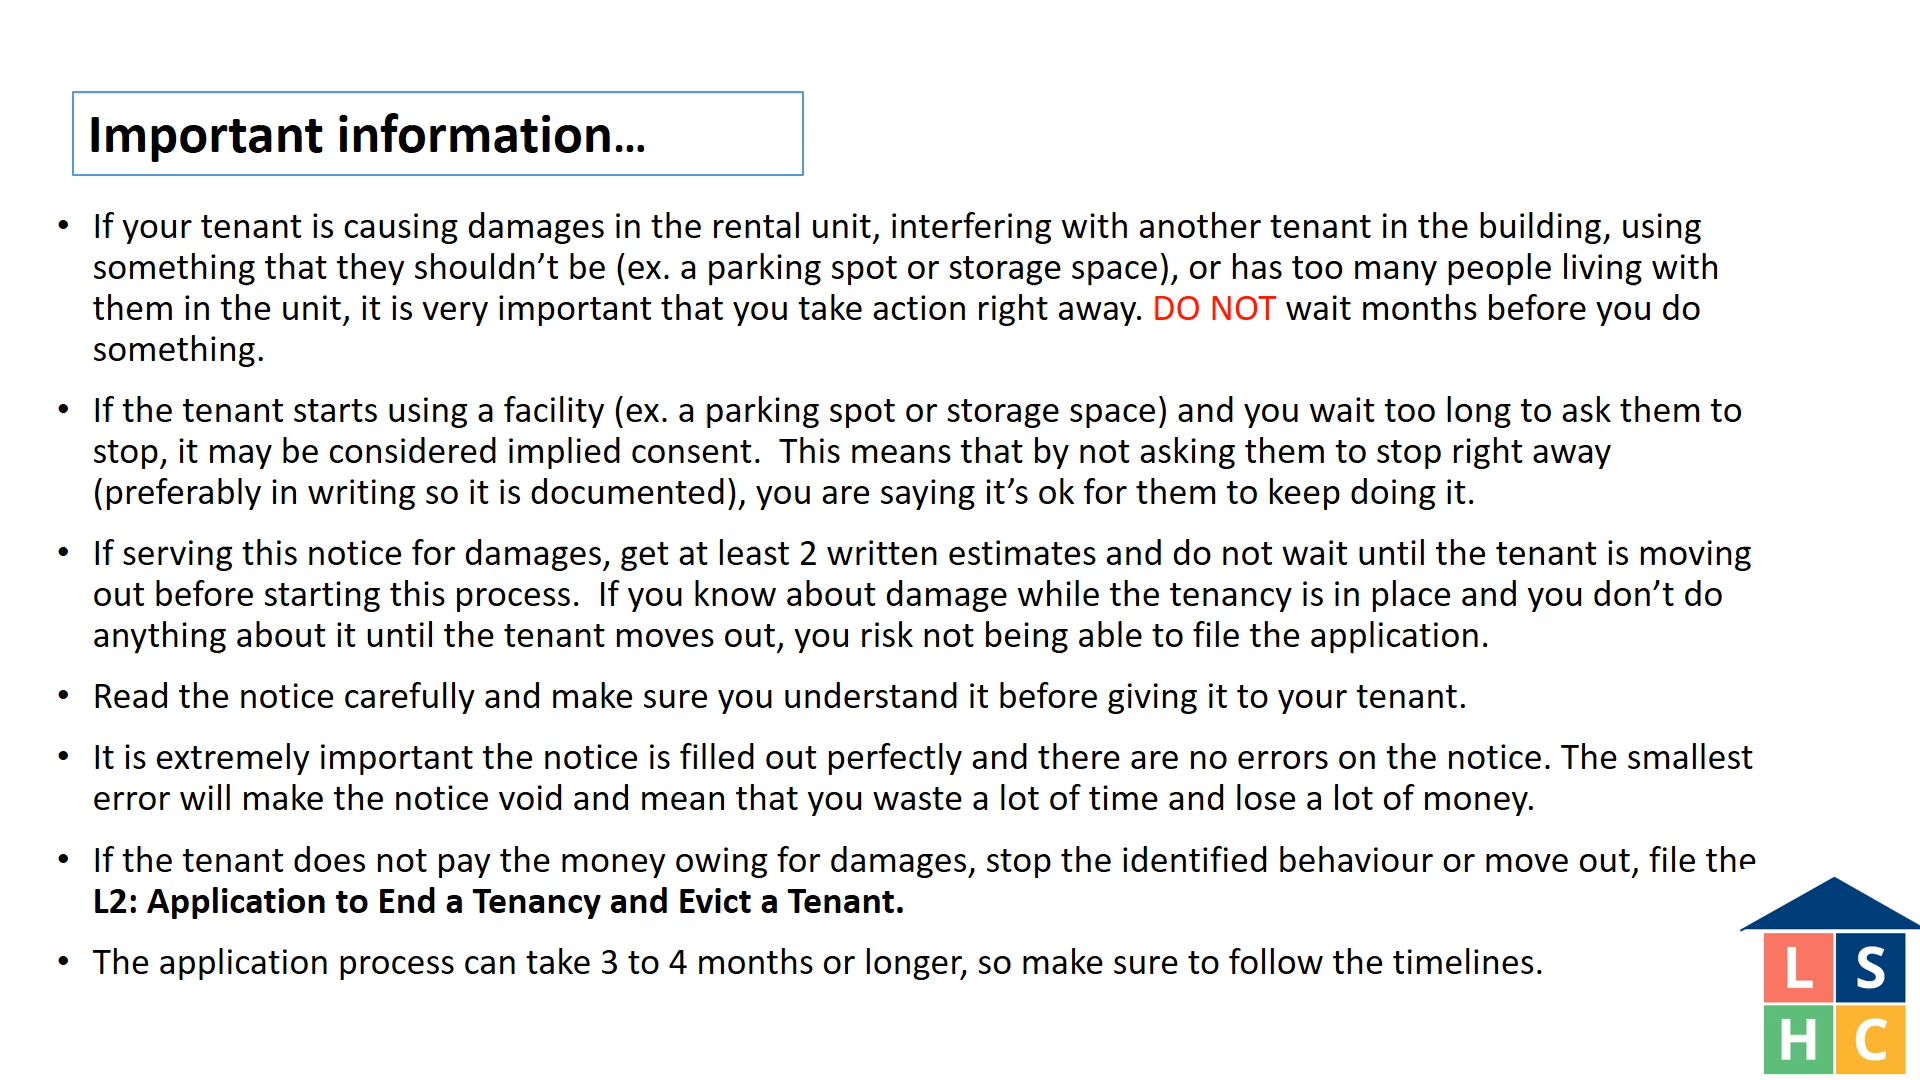 Important information…
• If your tenant is causing damages in the rental unit, interfering with another tenant in the building, using
something that they shouldn’t be (ex. a parking spot or storage space), or has too many people living with
them in the unit, it is very important that you take action right away. DO NOT wait months before you do
something.
• If the tenant starts using a facility (ex. a parking spot or storage space) and you wait too long to ask them to
stop, it may be considered implied consent.  This means that by not asking them to stop right away
(preferably in writing so it is documented), you are saying it’s ok for them to keep doing it.
• If serving this notice for damages, get at least 2 written estimates and do not wait until the tenant is moving
out before starting this process.  If you know about damage while the tenancy is in place and you don’t do
anything about it until the tenant moves out, you risk not being able to file the application.
• Read the notice carefully and make sure you understand it before giving it to your tenant.
• It is extremely important the notice is filled out perfectly and there are no errors on the notice. The smallest
error will make the notice void and mean that you waste a lot of time and lose a lot of money.
• If the tenant does not pay the money owing for damages, stop the identified behaviour or move out, file the
L2: Application to End a Tenancy and Evict a Tenant.
• The application process can take 3 to 4 months or longer, so make sure to follow the timelines.
L S
H C